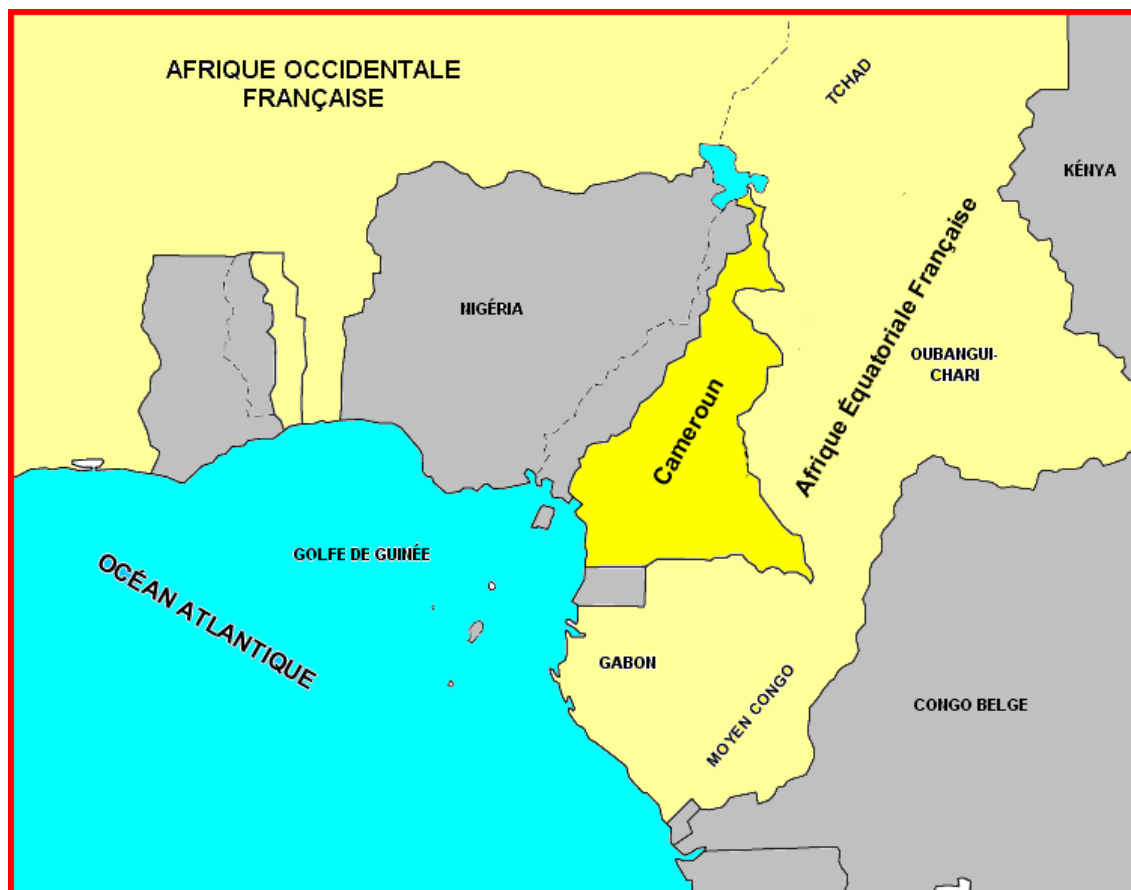 AFRIQUE OCCIDENTALE
FRANÇAISE
TCHAD
KÉNYA
NIGÉRIA
Afrique Équatoriale Française
OUBANGUI-
CHARI
Cameroun
GOLFE DE GUINÉE
OCÉAN ATLANTIQUE
GABON
MOYEN CONGO
CONGO BELGE